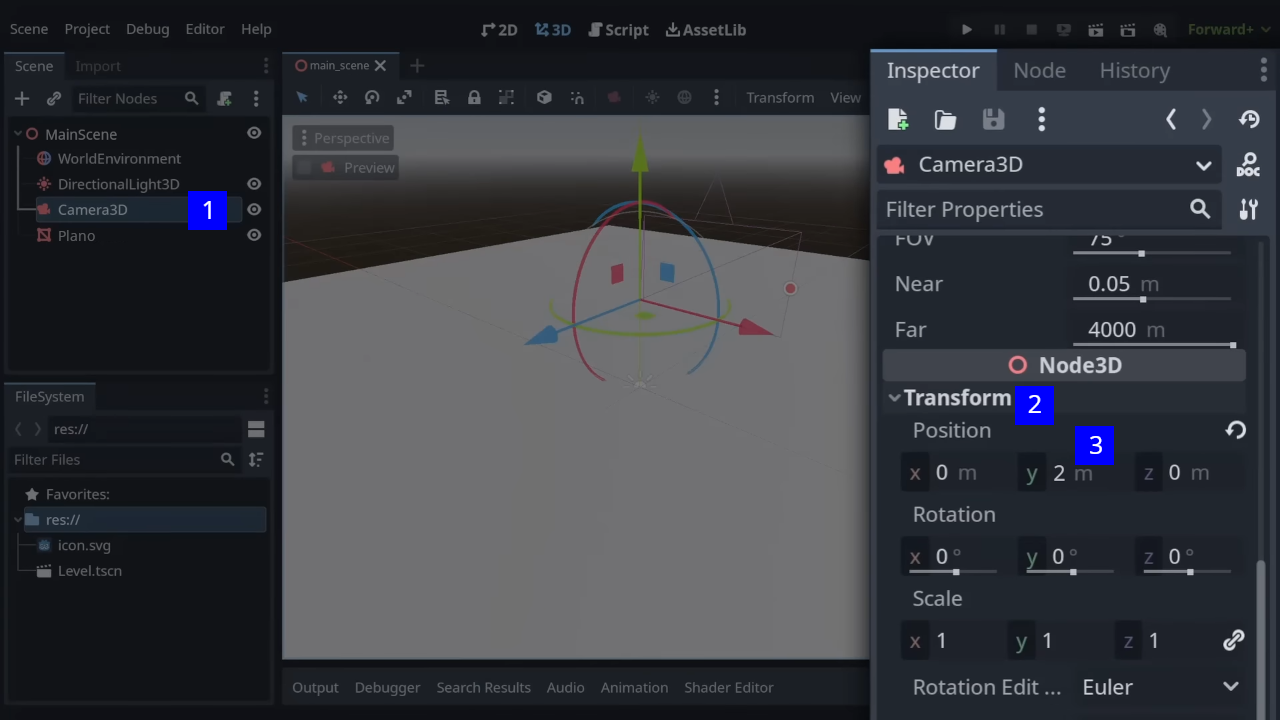 Scene Project Debug Editor Help
2D 3D Script AssetLib
Forward+
Scene Import
Filter Nodes
MainScene
WorldEnvironment
DirectionalLight3D
Camera3D 1
Plano
FileSystem
res://
Filter Files
Favorites:
res://
icon.svg
Level.tscn
main_scene
Transform View
Perspective
Preview
Output Debugger Search Results Audio Animation Shader Editor
Inspector Node History
Camera3D
DOC
Filter Properties
FOV 75 °
Near 0.05 m
Far 4000 m
Node3D
Transform 2
Position 3
x 0 m y 2 m z 0 m
Rotation
x 0 ° y 0 ° z 0 °
Scale
x 1 y 1 z 1
Rotation Edit ... Euler